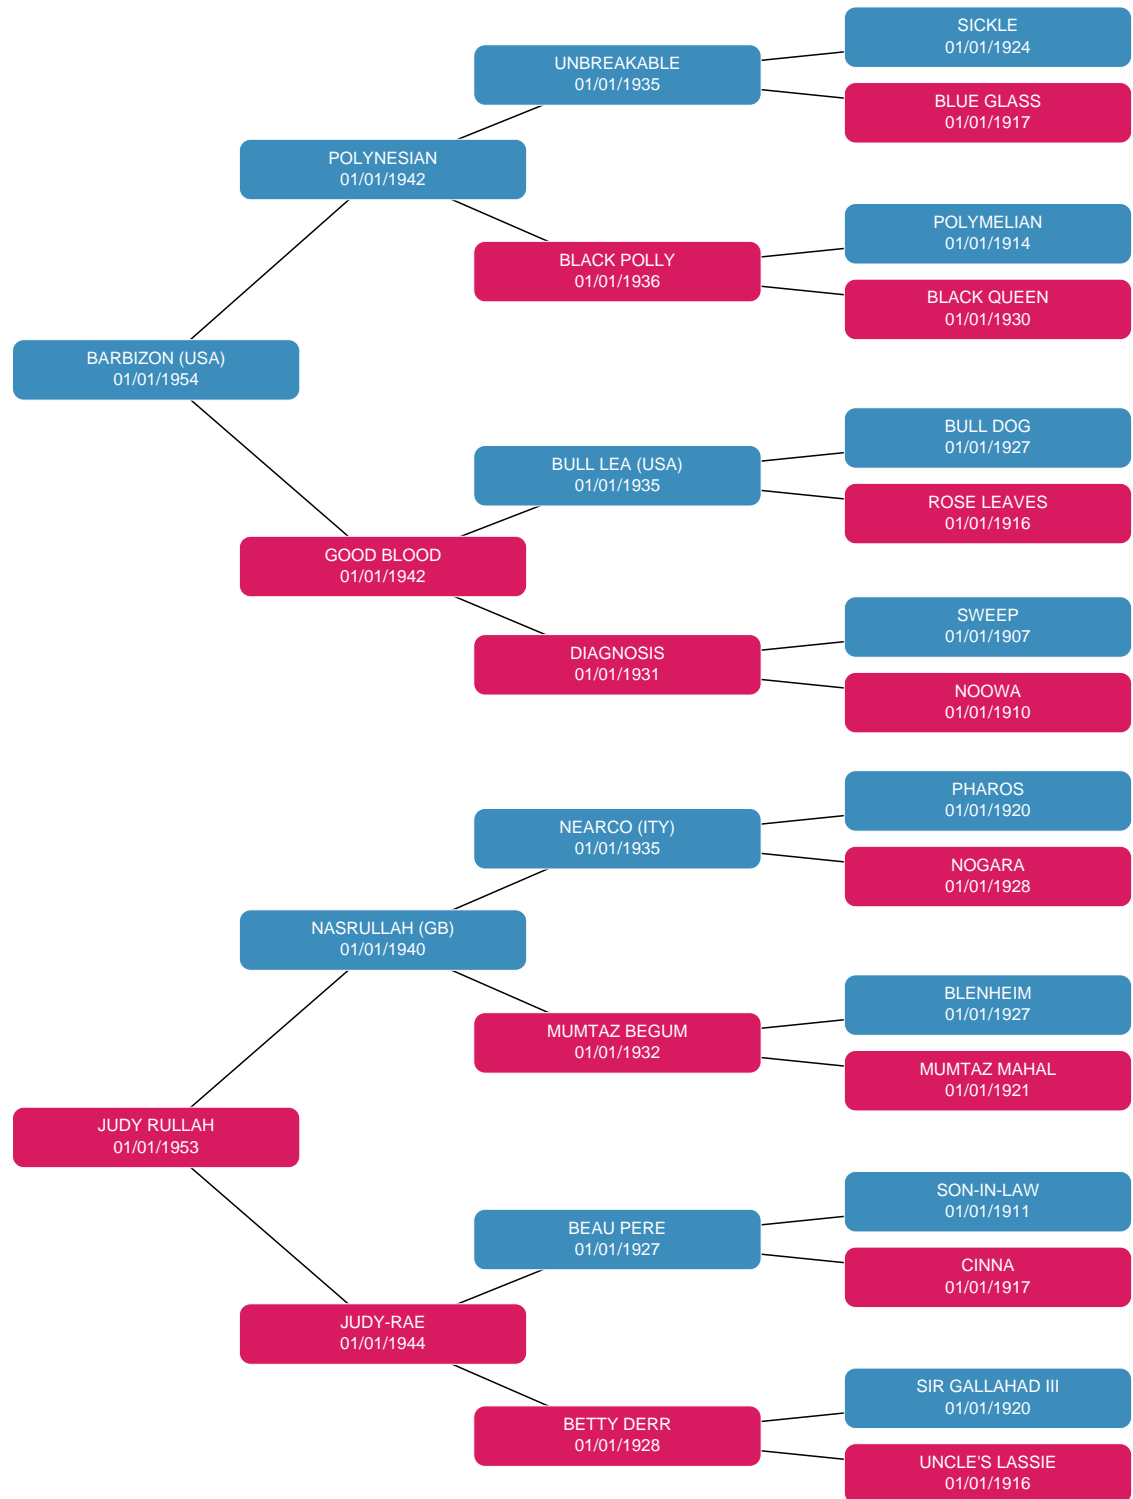 SICKLE
01/01/1924
UNBREAKABLE
01/01/1935
BLUE GLASS
01/01/1917
POLYNESIAN
01/01/1942
POLYMELIAN
01/01/1914
BLACK POLLY
01/01/1936
BLACK QUEEN
01/01/1930
BARBIZON (USA)
01/01/1954
BULL DOG
01/01/1927
BULL LEA (USA)
01/01/1935
ROSE LEAVES
01/01/1916
GOOD BLOOD
01/01/1942
SWEEP
01/01/1907
DIAGNOSIS
01/01/1931
NOOWA
01/01/1910
PHAROS
01/01/1920
NEARCO (ITY)
01/01/1935
NOGARA
01/01/1928
NASRULLAH (GB)
01/01/1940
BLENHEIM
01/01/1927
MUMTAZ BEGUM
01/01/1932
MUMTAZ MAHAL
01/01/1921
JUDY RULLAH
01/01/1953
SON-IN-LAW
01/01/1911
BEAU PERE
01/01/1927
CINNA
01/01/1917
JUDY-RAE
01/01/1944
SIR GALLAHAD III
01/01/1920
BETTY DERR
01/01/1928
UNCLE'S LASSIE
01/01/1916